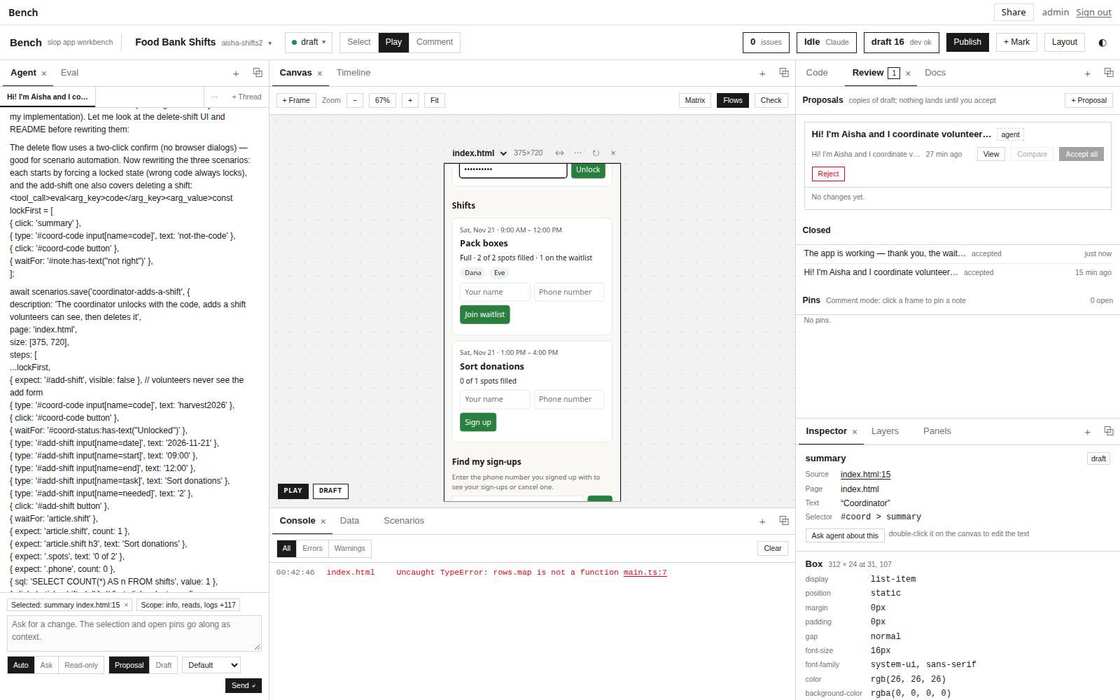 Bench
Share
admin
Sign out
Bench slop app workbench
Food Bank Shifts aisha-shifts2
draft
Select
Play
Comment
0 issues
Idle Claude
draft 16 dev ok
Publish
+ Mark
Layout
Agent ×
Eval
Hi! I'm Aisha and I co…
+ Thread
my implementation). Let me look at the delete-shift UI and
README before rewriting them:
The delete flow uses a two-click confirm (no browser dialogs) —
good for scenario automation. Now rewriting the three scenarios:
each starts by forcing a locked state (wrong code always locks),
and the add-shift one also covers deleting a shift:
<tool_call>eval<arg_key>code</arg_key><arg_value>const
lockFirst = [
{ click: 'summary' },
{ type: '#coord-code input[name=code]', text: 'not-the-code' },
{ click: '#coord-code button' },
{ waitFor: '#note:has-text("not right")' },
];
await scenarios.save('coordinator-adds-a-shift', {
description: 'The coordinator unlocks with the code, adds a shift
volunteers can see, then deletes it',
page: 'index.html',
size: [375, 720],
steps; [
...lockFirst,
{ expect: '#add-shift', visible: false }, // volunteers never see the
add form
{ type: '#coord-code input[name=code]', text: 'harvest2026' },
{ click: '#coord-code button' },
{ waitFor: '#coord-status:has-text("Unlocked")' },
{ type: '#add-shift input[name=date]', text: '2026-11-21' },
{ type: '#add-shift input[name=start]', text: '09:00' },
{ type: '#add-shift input[name=end]', text: '12:00' },
{ type: '#add-shift input[name=task]', text: 'Sort donations' },
{ type: '#add-shift input[name=needed]', text: '2' },
{ click: '#add-shift button' },
{ waitFor: 'article.shift' },
{ expect: 'article.shift', count: 1 },
{ expect: 'article.shift h3', text: 'Sort donations' },
{ expect: '.spots', text: '0 of 2' },
{ expect: '.phone', count: 0 },
{ sql: 'SELECT COUNT(*) AS n FROM shifts', value: 1 },
Selected: summary index.html:15 ×
Scope: info, reads, logs +117
Ask for a change. The selection and open pins go along as
context.
Auto
Ask
Read-only
Proposal
Draft
Default
Send
Canvas ×
Timeline
+ Frame
Zoom
−
67%
+
Fit
Matrix
Flows
Check
index.html
375×720
••••••••••
Unlock
Shifts
Sat, Nov 21 · 9:00 AM – 12:00 PM
Pack boxes
Full · 2 of 2 spots filled · 1 on the waitlist
Dana
Eve
Your name
Phone number
Join waitlist
Sat, Nov 21 · 1:00 PM – 4:00 PM
Sort donations
0 of 1 spots filled
Your name
Phone number
Sign up
Find my sign-ups
Enter the phone number you signed up with to
see your sign-ups or cancel one.
PLAY
DRAFT
Console ×
Data
Scenarios
All
Errors
Warnings
Clear
00:42:46 index.html Uncaught TypeError: rows.map is not a function main.ts:7
Code
Review 1 ×
Docs
Proposals copies of draft; nothing lands until you accept
+ Proposal
Hi! I'm Aisha and I coordinate volunteer… agent
Hi! I'm Aisha and I coordinate v… 27 min ago
View
Compare
Accept all
Reject
No changes yet.
Closed
The app is working — thank you, the wait… accepted just now
Hi! I'm Aisha and I coordinate volunteer… accepted 15 min ago
Pins Comment mode: click a frame to pin a note 0 open
No pins.
Inspector ×
Layers
Panels
summary
draft
Source index.html:15
Page index.html
Text “Coordinator”
Selector #coord > summary
Ask agent about this
double-click it on the canvas to edit the text
Box 312 × 24 at 31, 107
display list-item
position static
margin 0px
padding 0px
gap normal
font-size 16px
font-family system-ui, sans-serif
color rgb(26, 26, 26)
background-color rgba(0, 0, 0, 0)